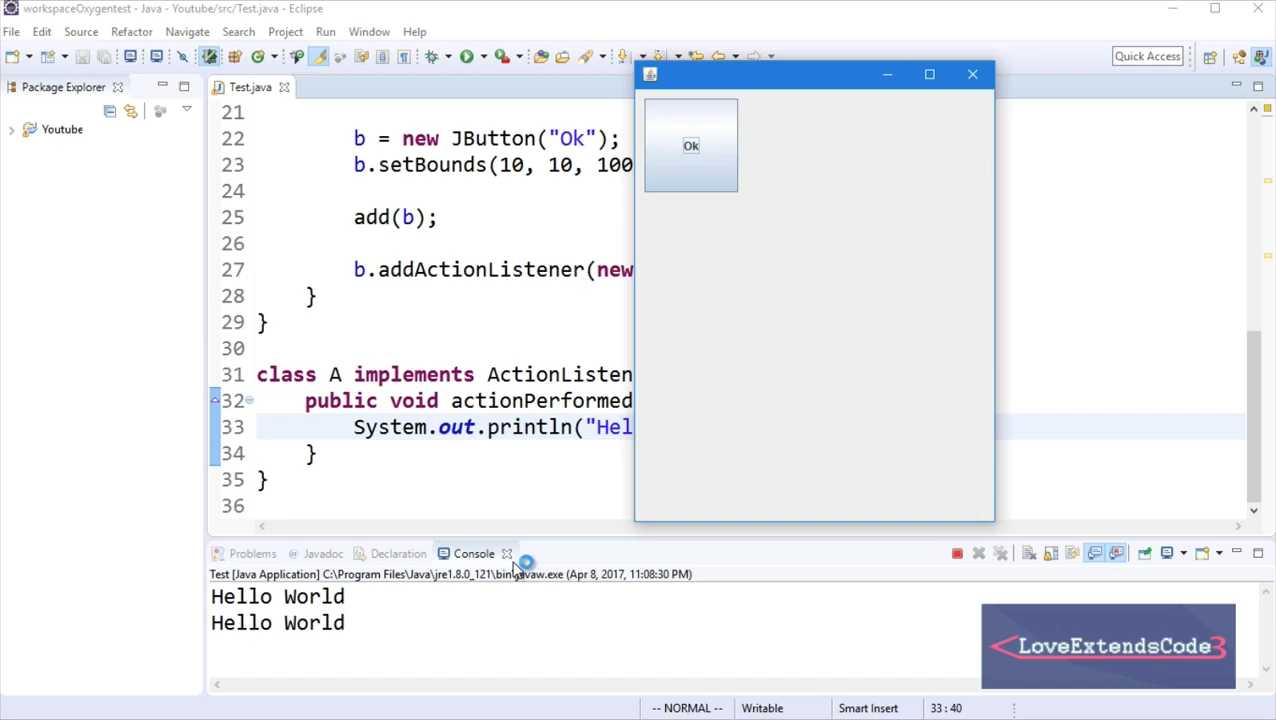 workspaceOxygentest - Java - Youtube/src/Test.java - Eclipse
File Edit Source Refactor Navigate Search Project Run Window Help
Quick Access
Package Explorer
Test.java
Youtube
21
22 b = new JButton("Ok");
23 b.setBounds(10, 10, 100
24
25 add(b);
26
27 b.addActionListener(new
28 }
29 }
30
31 class A implements ActionListen
32 public void actionPerformed
33 System.out.println("Hel
34 }
35 }
36
Ok
Problems Javadoc Declaration Console
Test [Java Application] C:\Program Files\Java\jre1.8.0_121\bin\javaw.exe (Apr 8, 2017, 11:08:30 PM)
Hello World
Hello World
<LoveExtendsCode3
-- NORMAL -- Writable Smart Insert 33 : 40